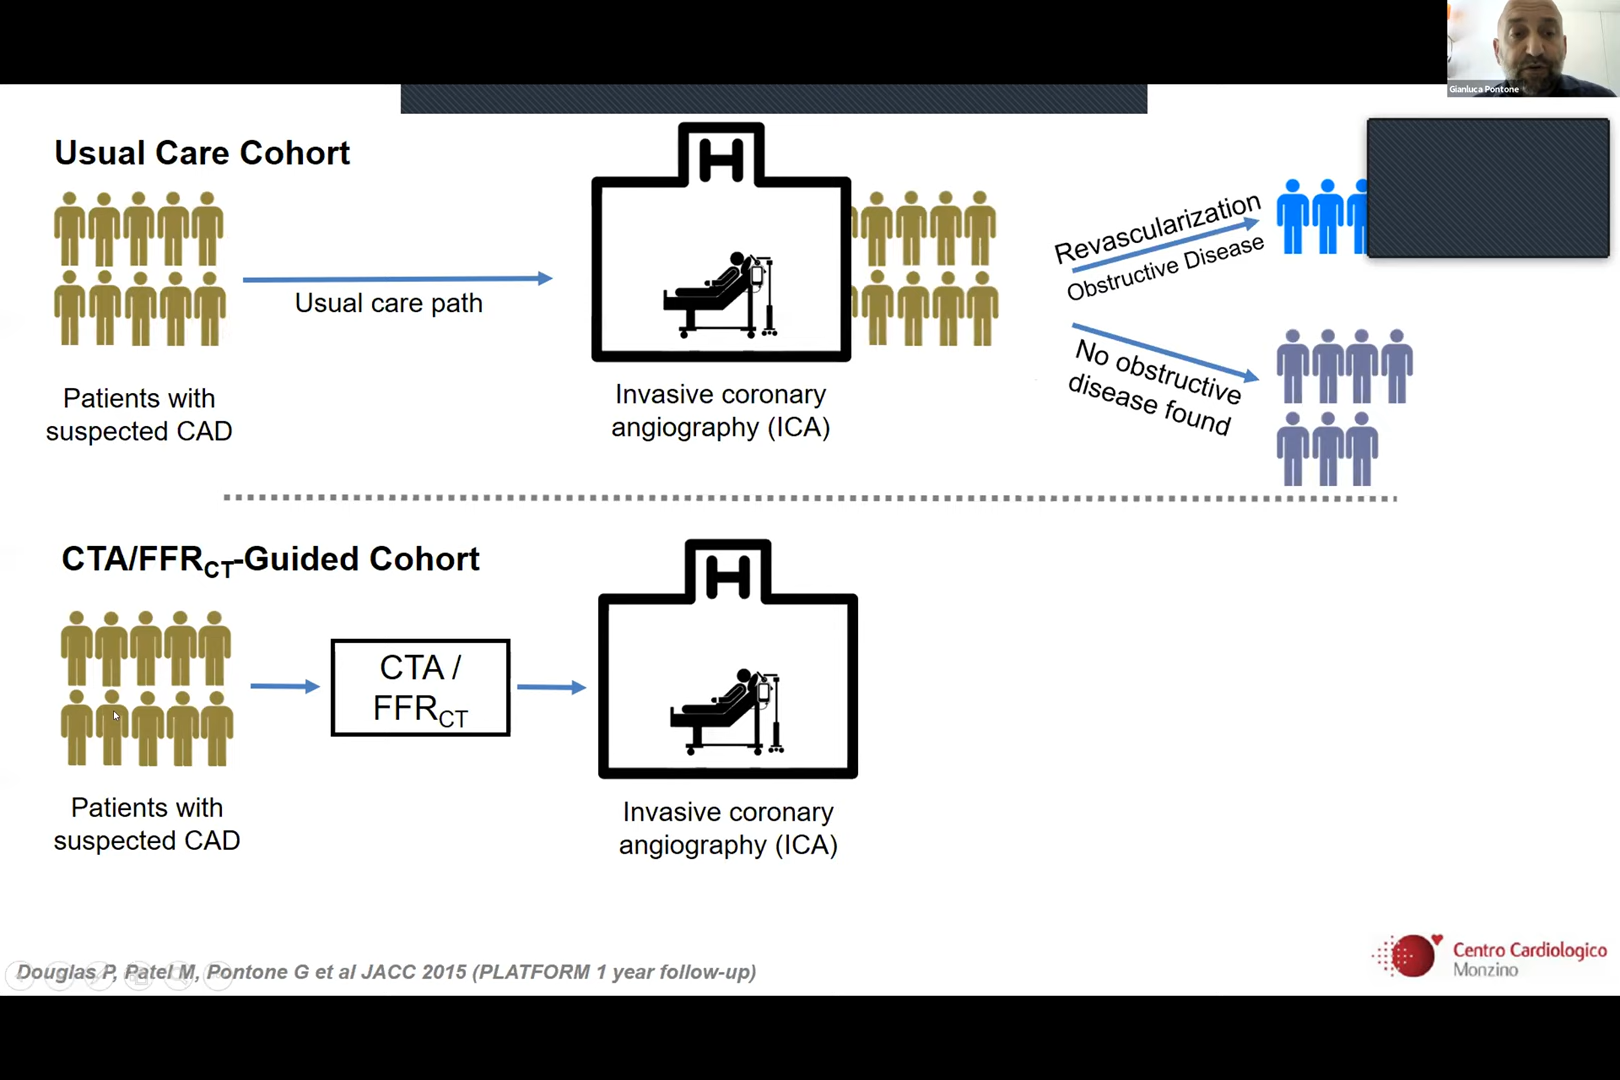 Gianluca Pontone
Usual Care Cohort
H
Usual care path
Patients with
suspected CAD
Invasive coronary
angiography (ICA)
Revascularization
Obstructive Disease
No obstructive
disease found
CTA/FFRCT-Guided Cohort
H
CTA /
FFRCT
Patients with
suspected CAD
Invasive coronary
angiography (ICA)
Douglas P, Patel M, Pontone G et al JACC 2015 (PLATFORM 1 year follow-up)
Centro Cardiologico
Monzino